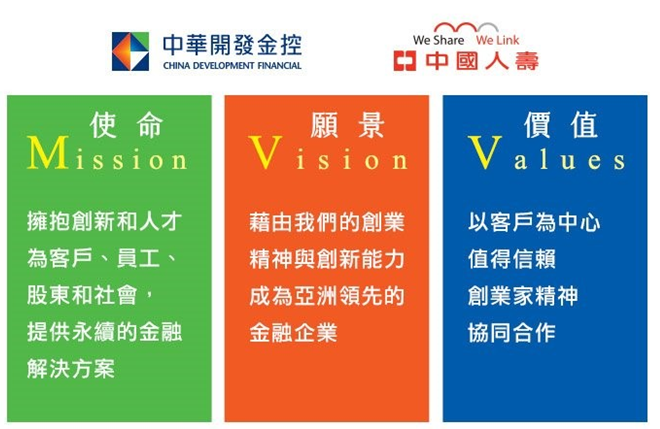 中華開發金控
CHINA DEVELOPMENT FINANCIAL
We Share We Link
中國人壽
使命
Mission
擁抱創新和人才
為客戶、員工、
股東和社會，
提供永續的金融
解決方案
願景
Vision
藉由我們的創業
精神與創新能力
成為亞洲領先的
金融企業
價值
Values
以客戶為中心
值得信賴
創業家精神
協同合作